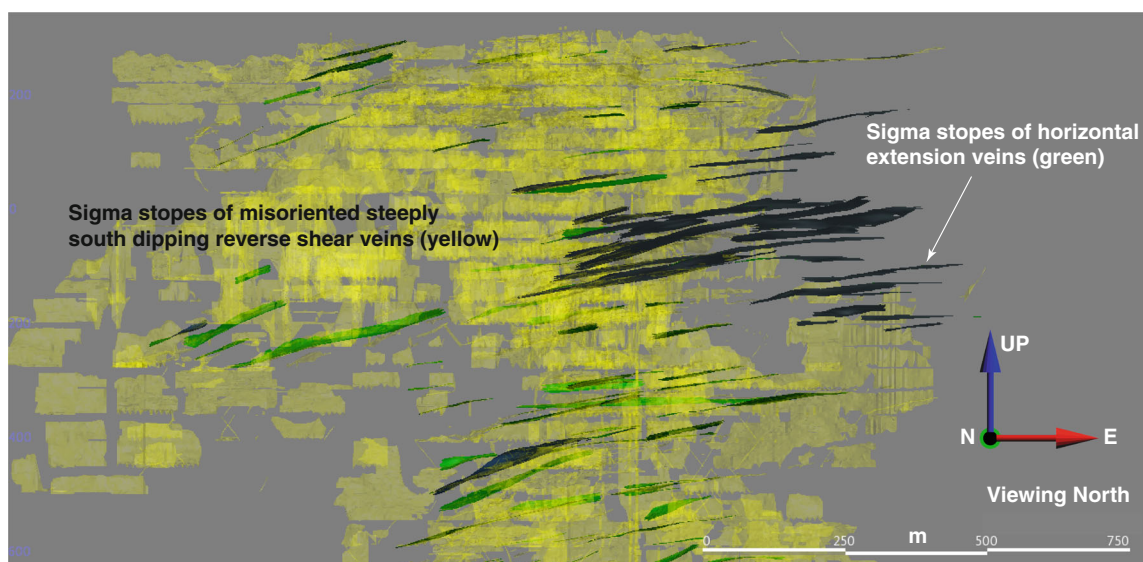 Sigma stopes of horizontal
extension veins (green)
Sigma stopes of misoriented steeply
south dipping reverse shear veins (yellow)
UP
N
E
Viewing North
m
0 250 500 750